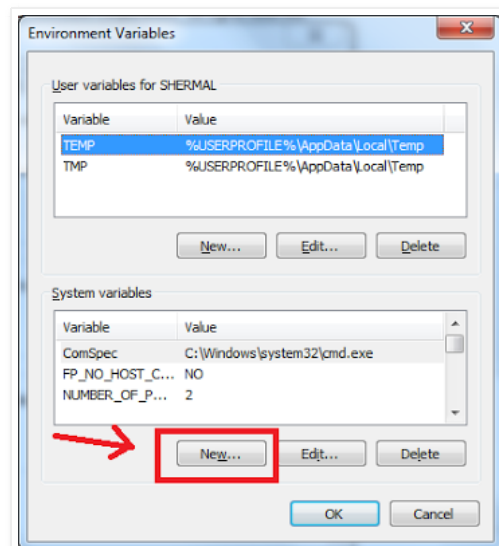 Environment Variables
User variables for SHERMAL
Variable Value
TEMP %USERPROFILE%\AppData\Local\Temp
TMP %USERPROFILE%\AppData\Local\Temp
New... Edit... Delete
System variables
Variable Value
ComSpec C:\Windows\system32\cmd.exe
FP_NO_HOST_C... NO
NUMBER_OF_P... 2
New... Edit... Delete
OK Cancel